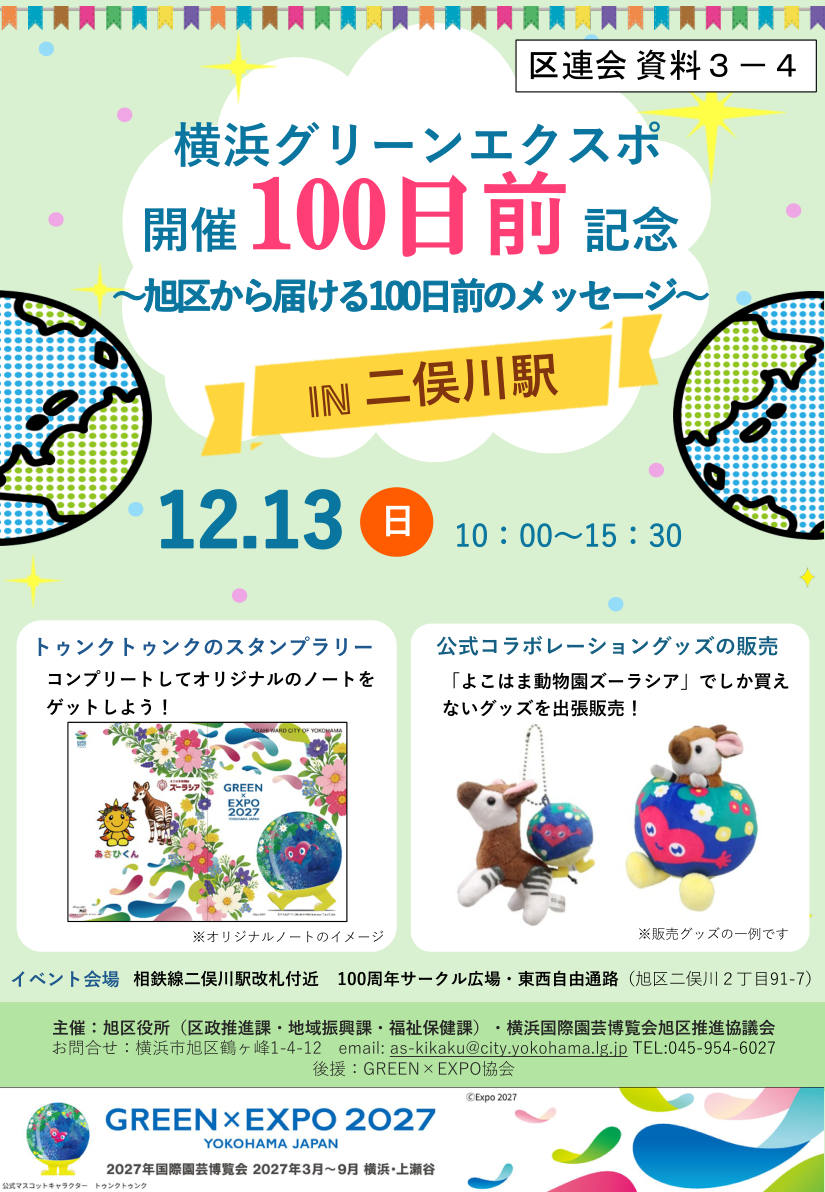 区連会 資料３－４
横浜グリーンエクスポ
開催 100日前 記念
～旭区から届ける100日前のメッセージ～
IN 二俣川駅
12.13 日 10：00～15：30
トゥンクトゥンクのスタンプラリー
コンプリートしてオリジナルのノートを
ゲットしよう！
ASAHI WARD CITY OF YOKOHAMA
ズーラシア
GREEN
×
EXPO
2027
YOKOHAMA JAPAN
あさひくん
※オリジナルノートのイメージ
公式コラボレーショングッズの販売
「よこはま動物園ズーラシア」でしか買え
ないグッズを出張販売！
※販売グッズの一例です
イベント会場 相鉄線二俣川駅改札付近 100周年サークル広場・東西自由通路（旭区二俣川２丁目91-7）
主催：旭区役所（区政推進課・地域振興課・福祉保健課）・横浜国際園芸博覧会旭区推進協議会
お問合せ：横浜市旭区鶴ヶ峰1-4-12 email: as-kikaku@city.yokohama.lg.jp TEL:045-954-6027
後援：GREEN×EXPO協会
©Expo 2027
GREEN×EXPO 2027
YOKOHAMA JAPAN
2027年国際園芸博覧会 2027年3月～9月 横浜・上瀬谷
公式マスコットキャラクター トゥンクトゥンク